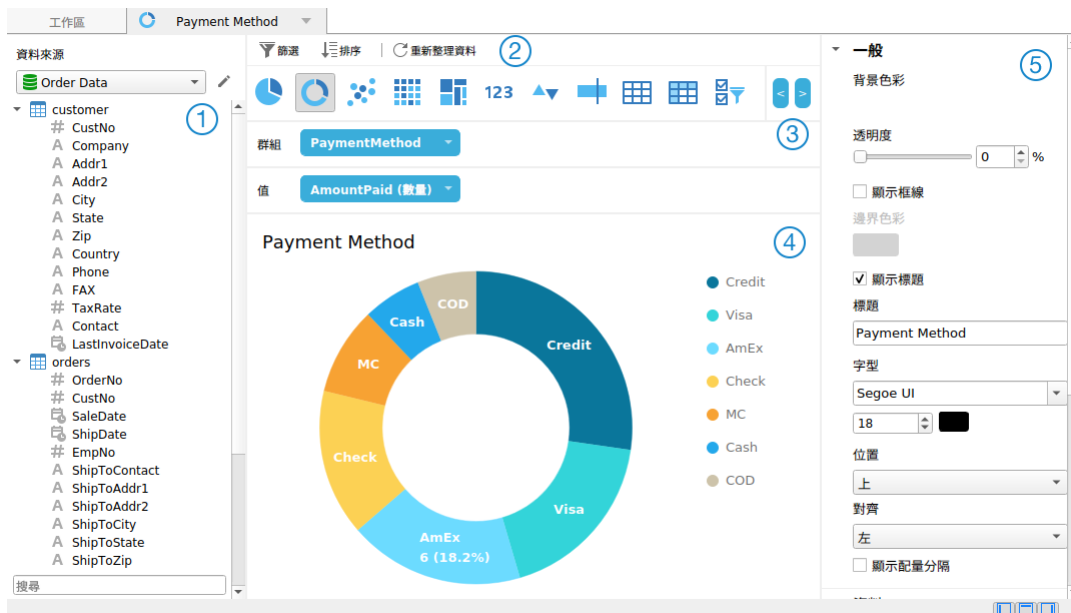 工作區
Payment Method
資料來源
Order Data
1
customer
CustNo
Company
Addr1
Addr2
City
State
Zip
Country
Phone
FAX
TaxRate
Contact
LastInvoiceDate
orders
OrderNo
CustNo
SaleDate
ShipDate
EmpNo
ShipToContact
ShipToAddr1
ShipToAddr2
ShipToCity
ShipToState
ShipToZip
搜尋
篩選 排序 重新整理資料 2
123 < >
3
群組 PaymentMethod
值 AmountPaid (數量)
Payment Method 4
COD
Cash
Credit
MC
Check
Visa
AmEx
6 (18.2%)
Credit
Visa
AmEx
Check
MC
Cash
COD
一般
5
背景色彩
透明度
0 %
顯示框線
邊界色彩
顯示標題
標題
Payment Method
字型
Segoe UI
18
位置
上
對齊
左
顯示配量分隔